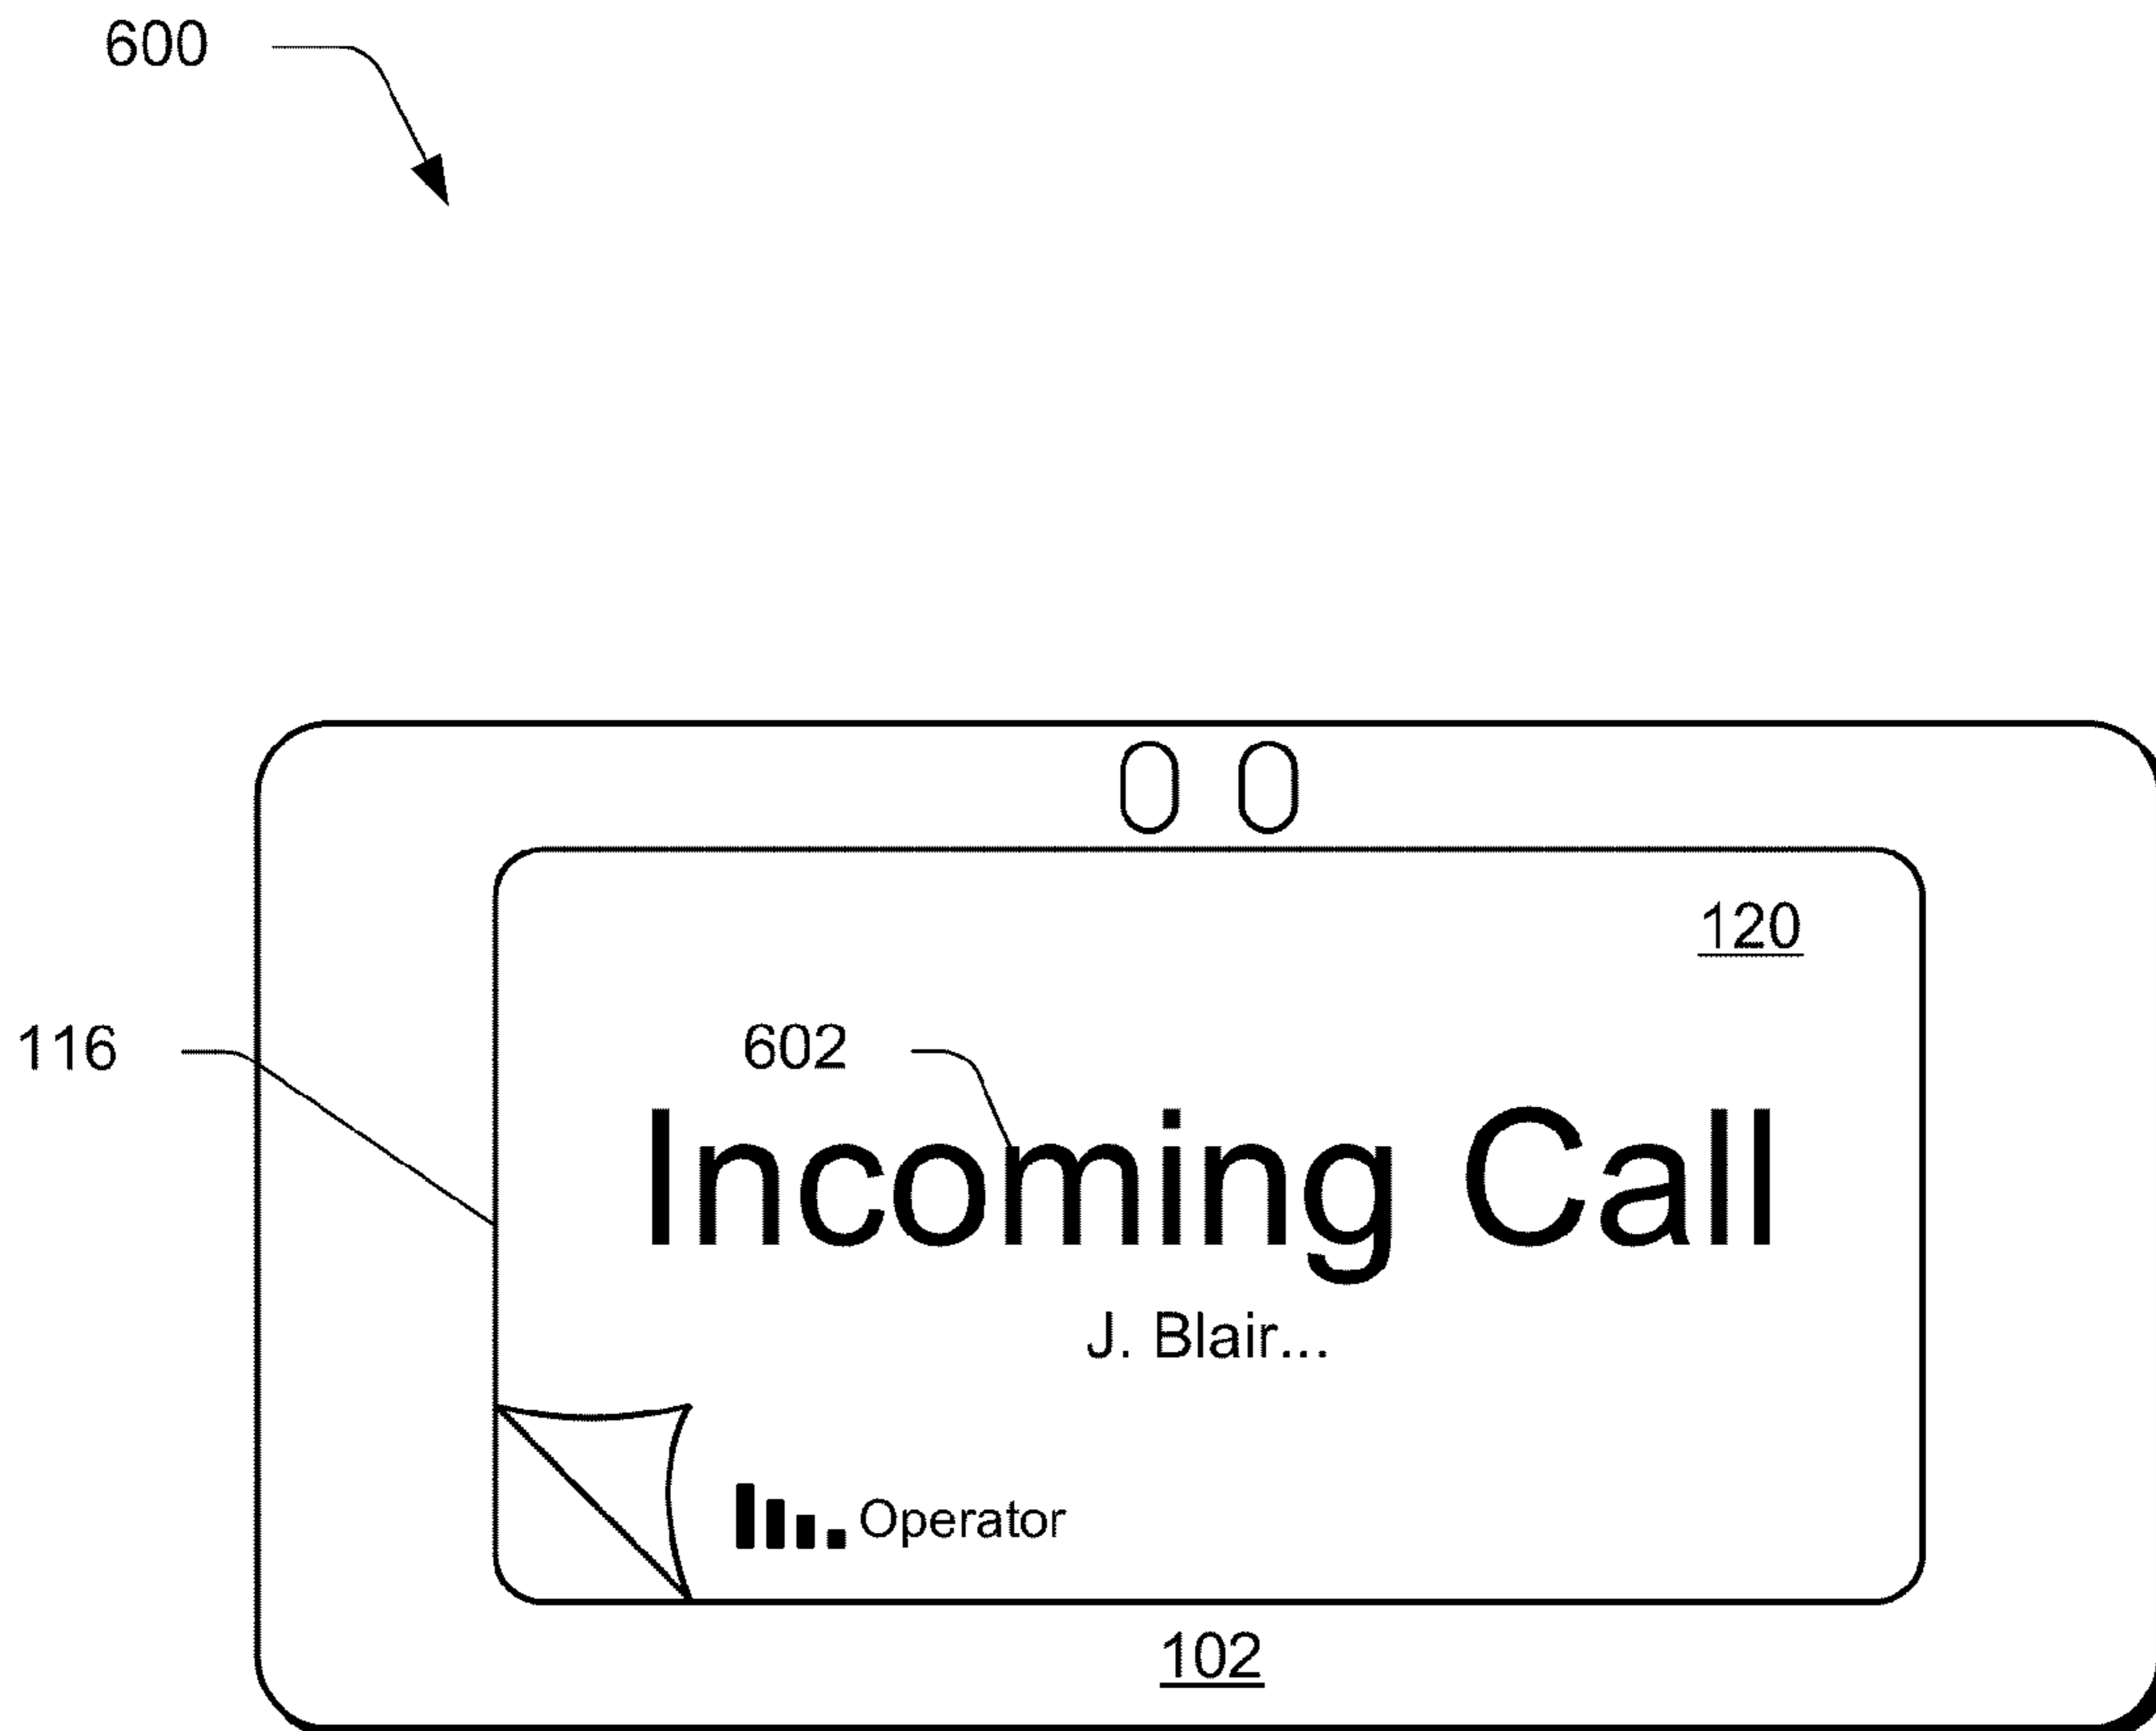 600
120
116
602
Incoming Call
J. Blair...
Operator
102